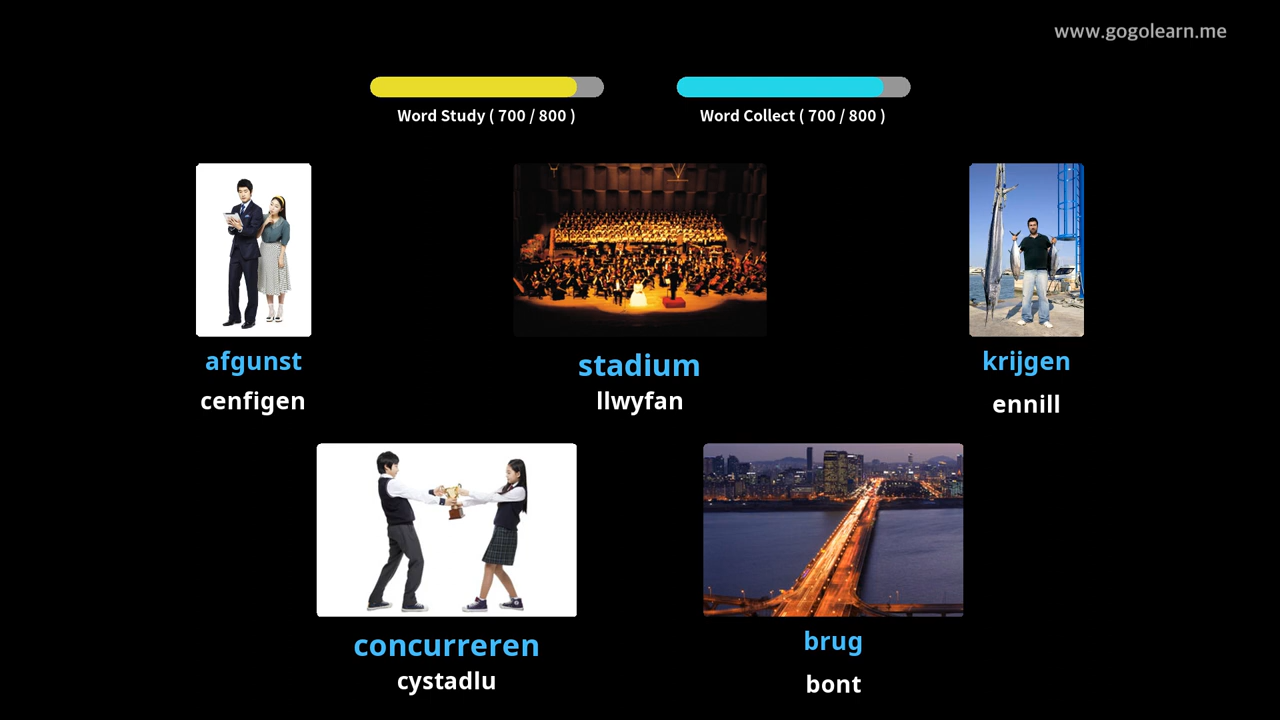 www.gogolearn.me
Word Study ( 700 / 800 )
Word Collect ( 700 / 800 )
afgunst
cenfigen
stadium
llwyfan
krijgen
ennill
concurreren
cystadlu
brug
bont